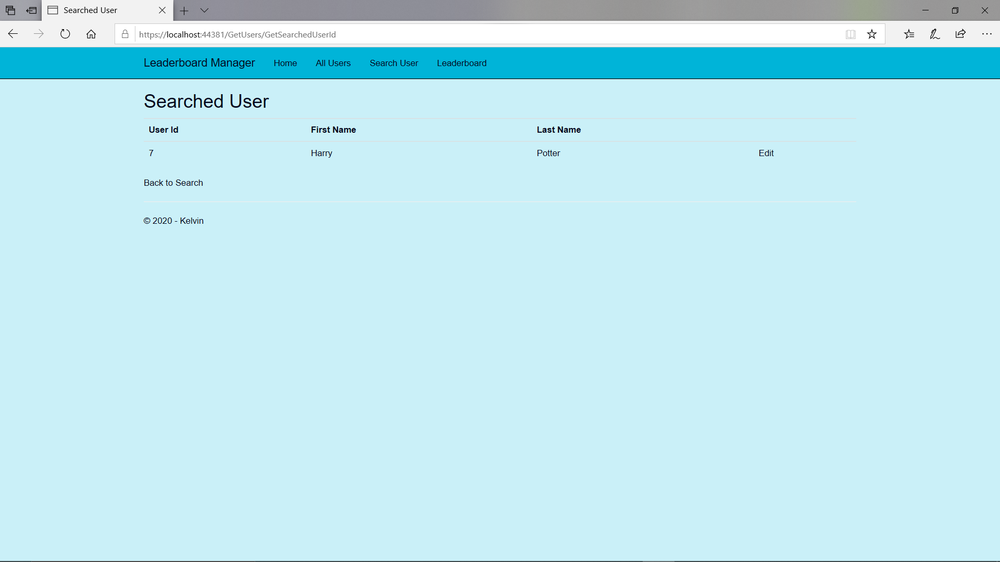 Searched User
https://localhost:44381/GetUsers/GetSearchedUserId
Leaderboard Manager Home All Users Search User Leaderboard
Searched User
User Id First Name Last Name
7 Harry Potter Edit
Back to Search
© 2020 - Kelvin